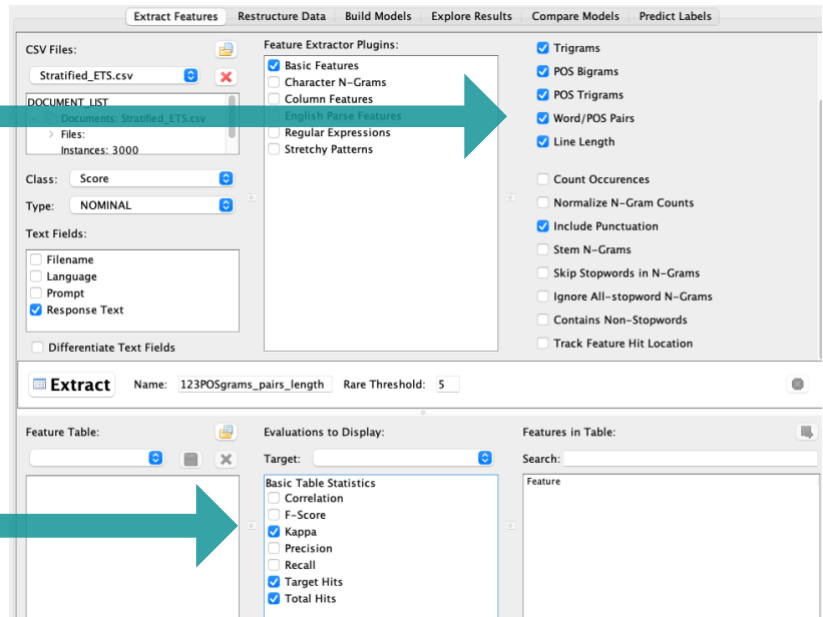 Extract Features Restructure Data Build Models Explore Results Compare Models Predict Labels
CSV Files:
Stratified_ETS.csv
DOCUMENT_LIST
Documents: Stratified_ETS.csv
Files:
Instances: 3000
Class: Score
Type: NOMINAL
Text Fields:
Filename
Language
Prompt
Response Text
Differentiate Text Fields
Feature Extractor Plugins:
Basic Features
Character N-Grams
Column Features
English Parse Features
Regular Expressions
Stretchy Patterns
Trigrams
POS Bigrams
POS Trigrams
Word/POS Pairs
Line Length
Count Occurences
Normalize N-Gram Counts
Include Punctuation
Stem N-Grams
Skip Stopwords in N-Grams
Ignore All-stopword N-Grams
Contains Non-Stopwords
Track Feature Hit Location
Extract Name: 123POSgrams_pairs_length Rare Threshold: 5
Feature Table:
Evaluations to Display:
Target:
Basic Table Statistics
Correlation
F-Score
Kappa
Precision
Recall
Target Hits
Total Hits
Features in Table:
Search:
Feature